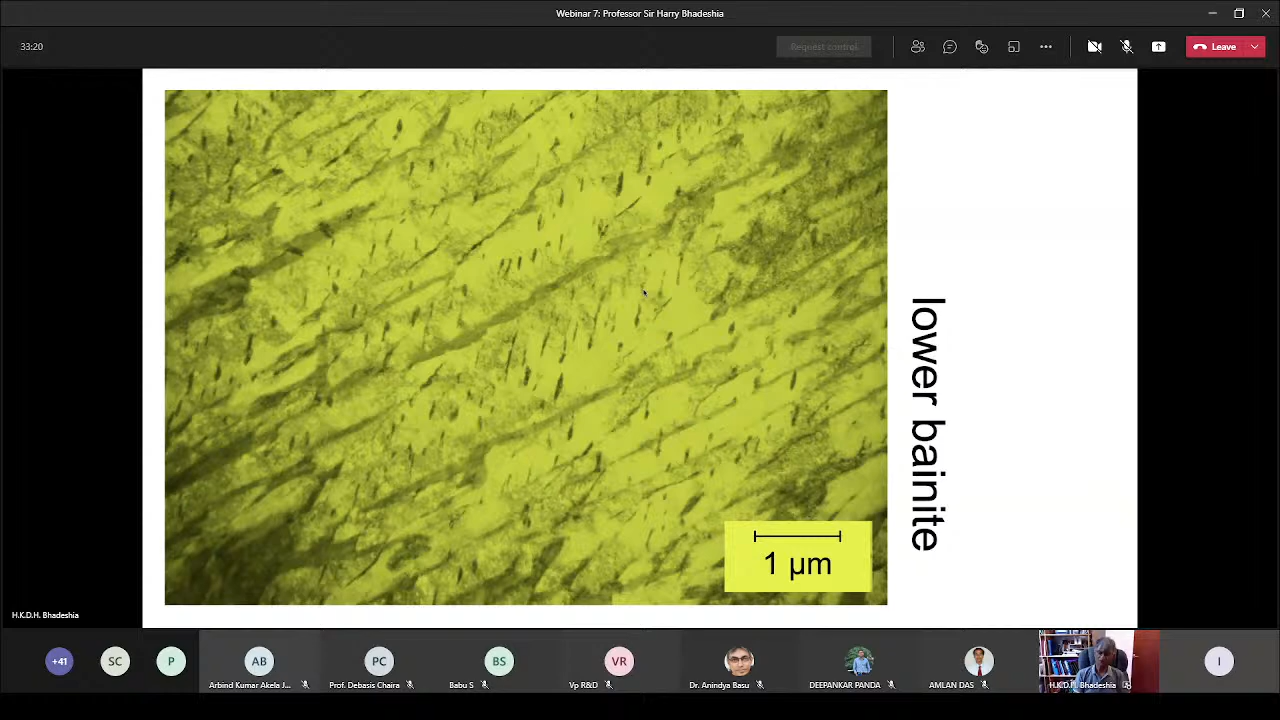 Webinar 7: Professor Sir Harry Bhadeshia
33:20
Request control
Leave
lower bainite
1 μm
H.K.D.H. Bhadeshia
+41
SC
P
AB
PC
BS
VR
I
Arbind Kumar Akela J...
Prof. Debasis Chaira
Babu S
Vp R&D
Dr. Anindya Basu
DEEPANKAR PANDA
AMLAN DAS
H.K.D.H. Bhadeshia